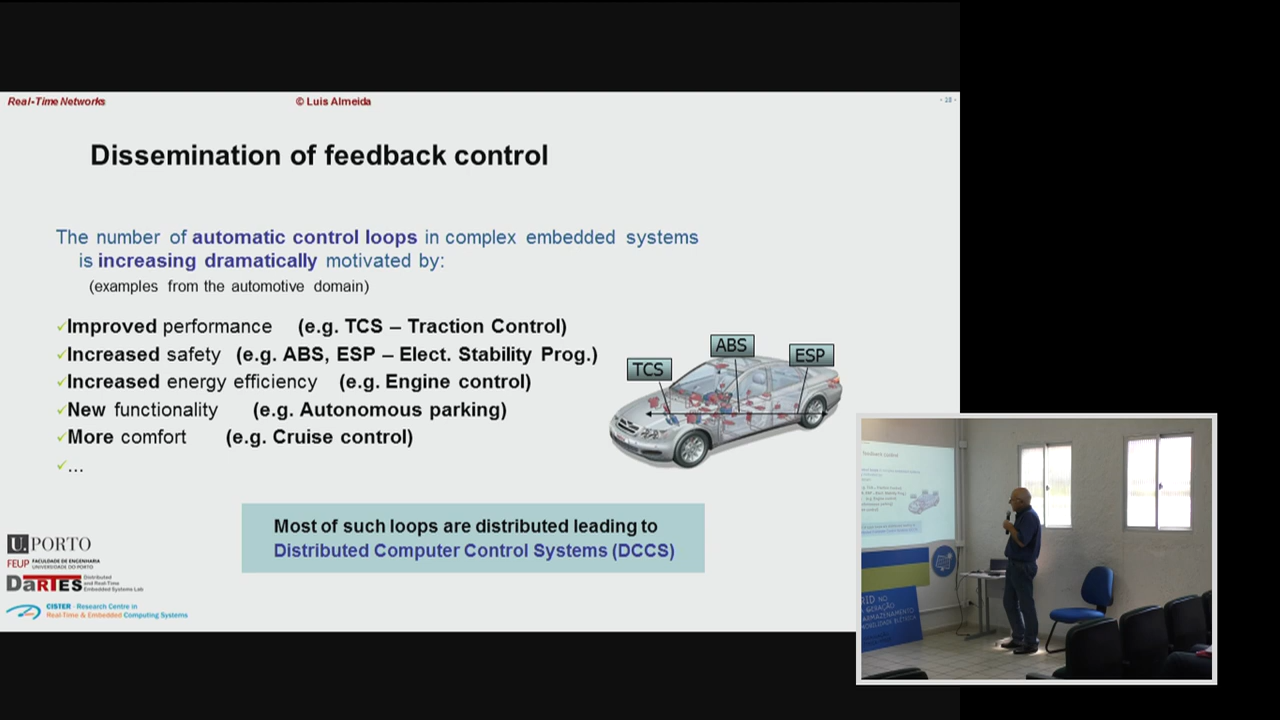 Real-Time Networks
© Luis Almeida
Dissemination of feedback control
The number of automatic control loops in complex embedded systems
is increasing dramatically motivated by:
(examples from the automotive domain)
✓Improved performance (e.g. TCS – Traction Control)
✓Increased safety (e.g. ABS, ESP – Elect. Stability Prog.)
✓Increased energy efficiency (e.g. Engine control)
✓New functionality (e.g. Autonomous parking)
✓More comfort (e.g. Cruise control)
✓...
TCS
ABS
ESP
Most of such loops are distributed leading to
Distributed Computer Control Systems (DCCS)
U.PORTO
FEUP FACULDADE DE ENGENHARIA
UNIVERSIDADE DO PORTO
DaRTES Distributed
and Real-Time
Embedded Systems Lab
CISTER - Research Centre in
Real-Time & Embedded Computing Systems
feedback control
GERAÇÃO
ARMAZENAMENTO